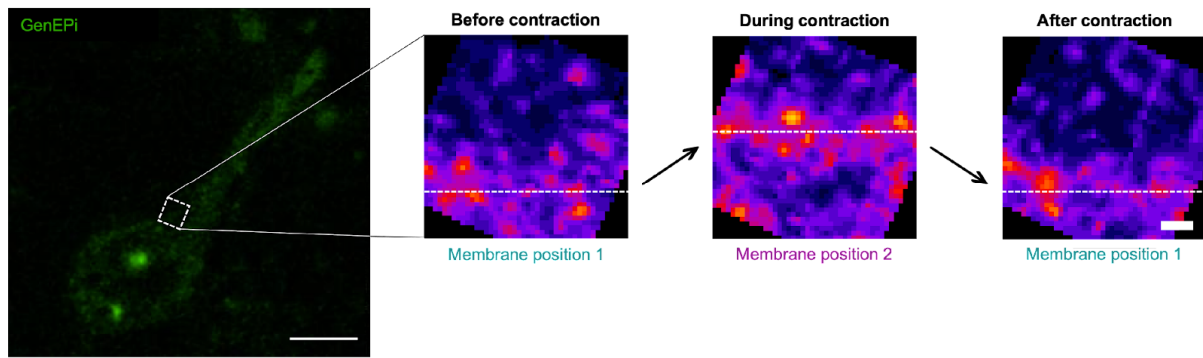 GenEPi
Before contraction
During contraction
After contraction
Membrane position 1
Membrane position 2
Membrane position 1